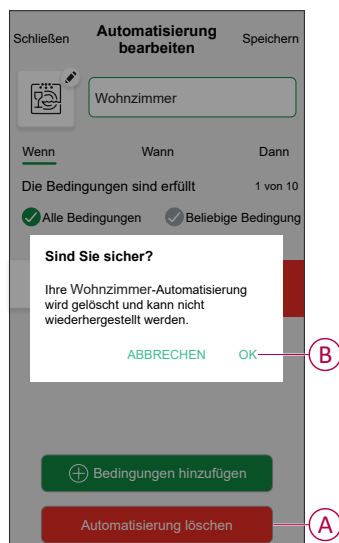 Schließen
Automatisierung
bearbeiten
Speichern
Wohnzimmer
Wenn Wann Dann
Die Bedingungen sind erfüllt 1 von 10
Alle Bedingungen Beliebige Bedingung
Sind Sie sicher?
Ihre Wohnzimmer-Automatisierung
wird gelöscht und kann nicht
wiederhergestellt werden.
ABBRECHEN OK B
Bedingungen hinzufügen
Automatisierung löschen A